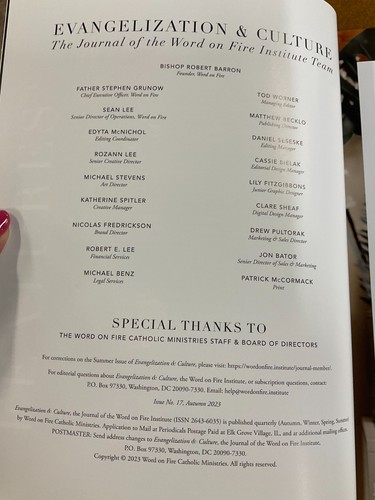 EVANGELIZATION & CULTURE
The Journal of the Word on Fire Institute Team
BISHOP ROBERT BARRON
Founder, Word on Fire
FATHER STEPHEN GRUNOW
Chief Executive Officer, Word on Fire
SEAN LEE
Senior Director of Operations, Word on Fire
EDYTA McNICHOL
Editing Coordinator
ROZANN LEE
Senior Creative Director
MICHAEL STEVENS
Art Director
KATHERINE SPITLER
Creative Manager
NICOLAS FREDRICKSON
Brand Director
ROBERT E. LEE
Financial Services
MICHAEL BENZ
Legal Services
TOD WORNER
Managing Editor
MATTHEW BECKLO
Publishing Director
DANIEL SESESKE
Editing Manager
CASSIE BIELAK
Editorial Design Manager
LILY FITZGIBBONS
Junior Graphic Designer
CLARE SHEAF
Digital Design Manager
DREW PULTORAK
Marketing & Sales Director
JON BATOR
Senior Director of Sales & Marketing
PATRICK McCORMACK
Print
SPECIAL THANKS TO
THE WORD ON FIRE CATHOLIC MINISTRIES STAFF & BOARD OF DIRECTORS
For corrections on the Summer Issue of Evangelization & Culture, please visit: https://wordonfire.institute/journal-member/.
For editorial questions about Evangelization & Culture, the Word on Fire Institute, or subscription questions, contact:
P.O. Box 97330, Washington, DC 20090-7330. Email: help@wordonfire.institute
Issue No. 17, Autumn 2023
Evangelization & Culture, the Journal of the Word on Fire Institute (ISSN 2643-6035) is published quarterly (Autumn, Winter, Spring, Summer)
by Word on Fire Catholic Ministries. Application to Mail at Periodicals Postage Paid at Elk Grove Village, IL, and at additional mailing offices.
POSTMASTER: Send address changes to Evangelization & Culture, the Journal of the Word on Fire Institute.
P.O. Box 97330, Washington, DC 20090-7330.
Copyright © 2023 Word on Fire Catholic Ministries. All rights reserved.